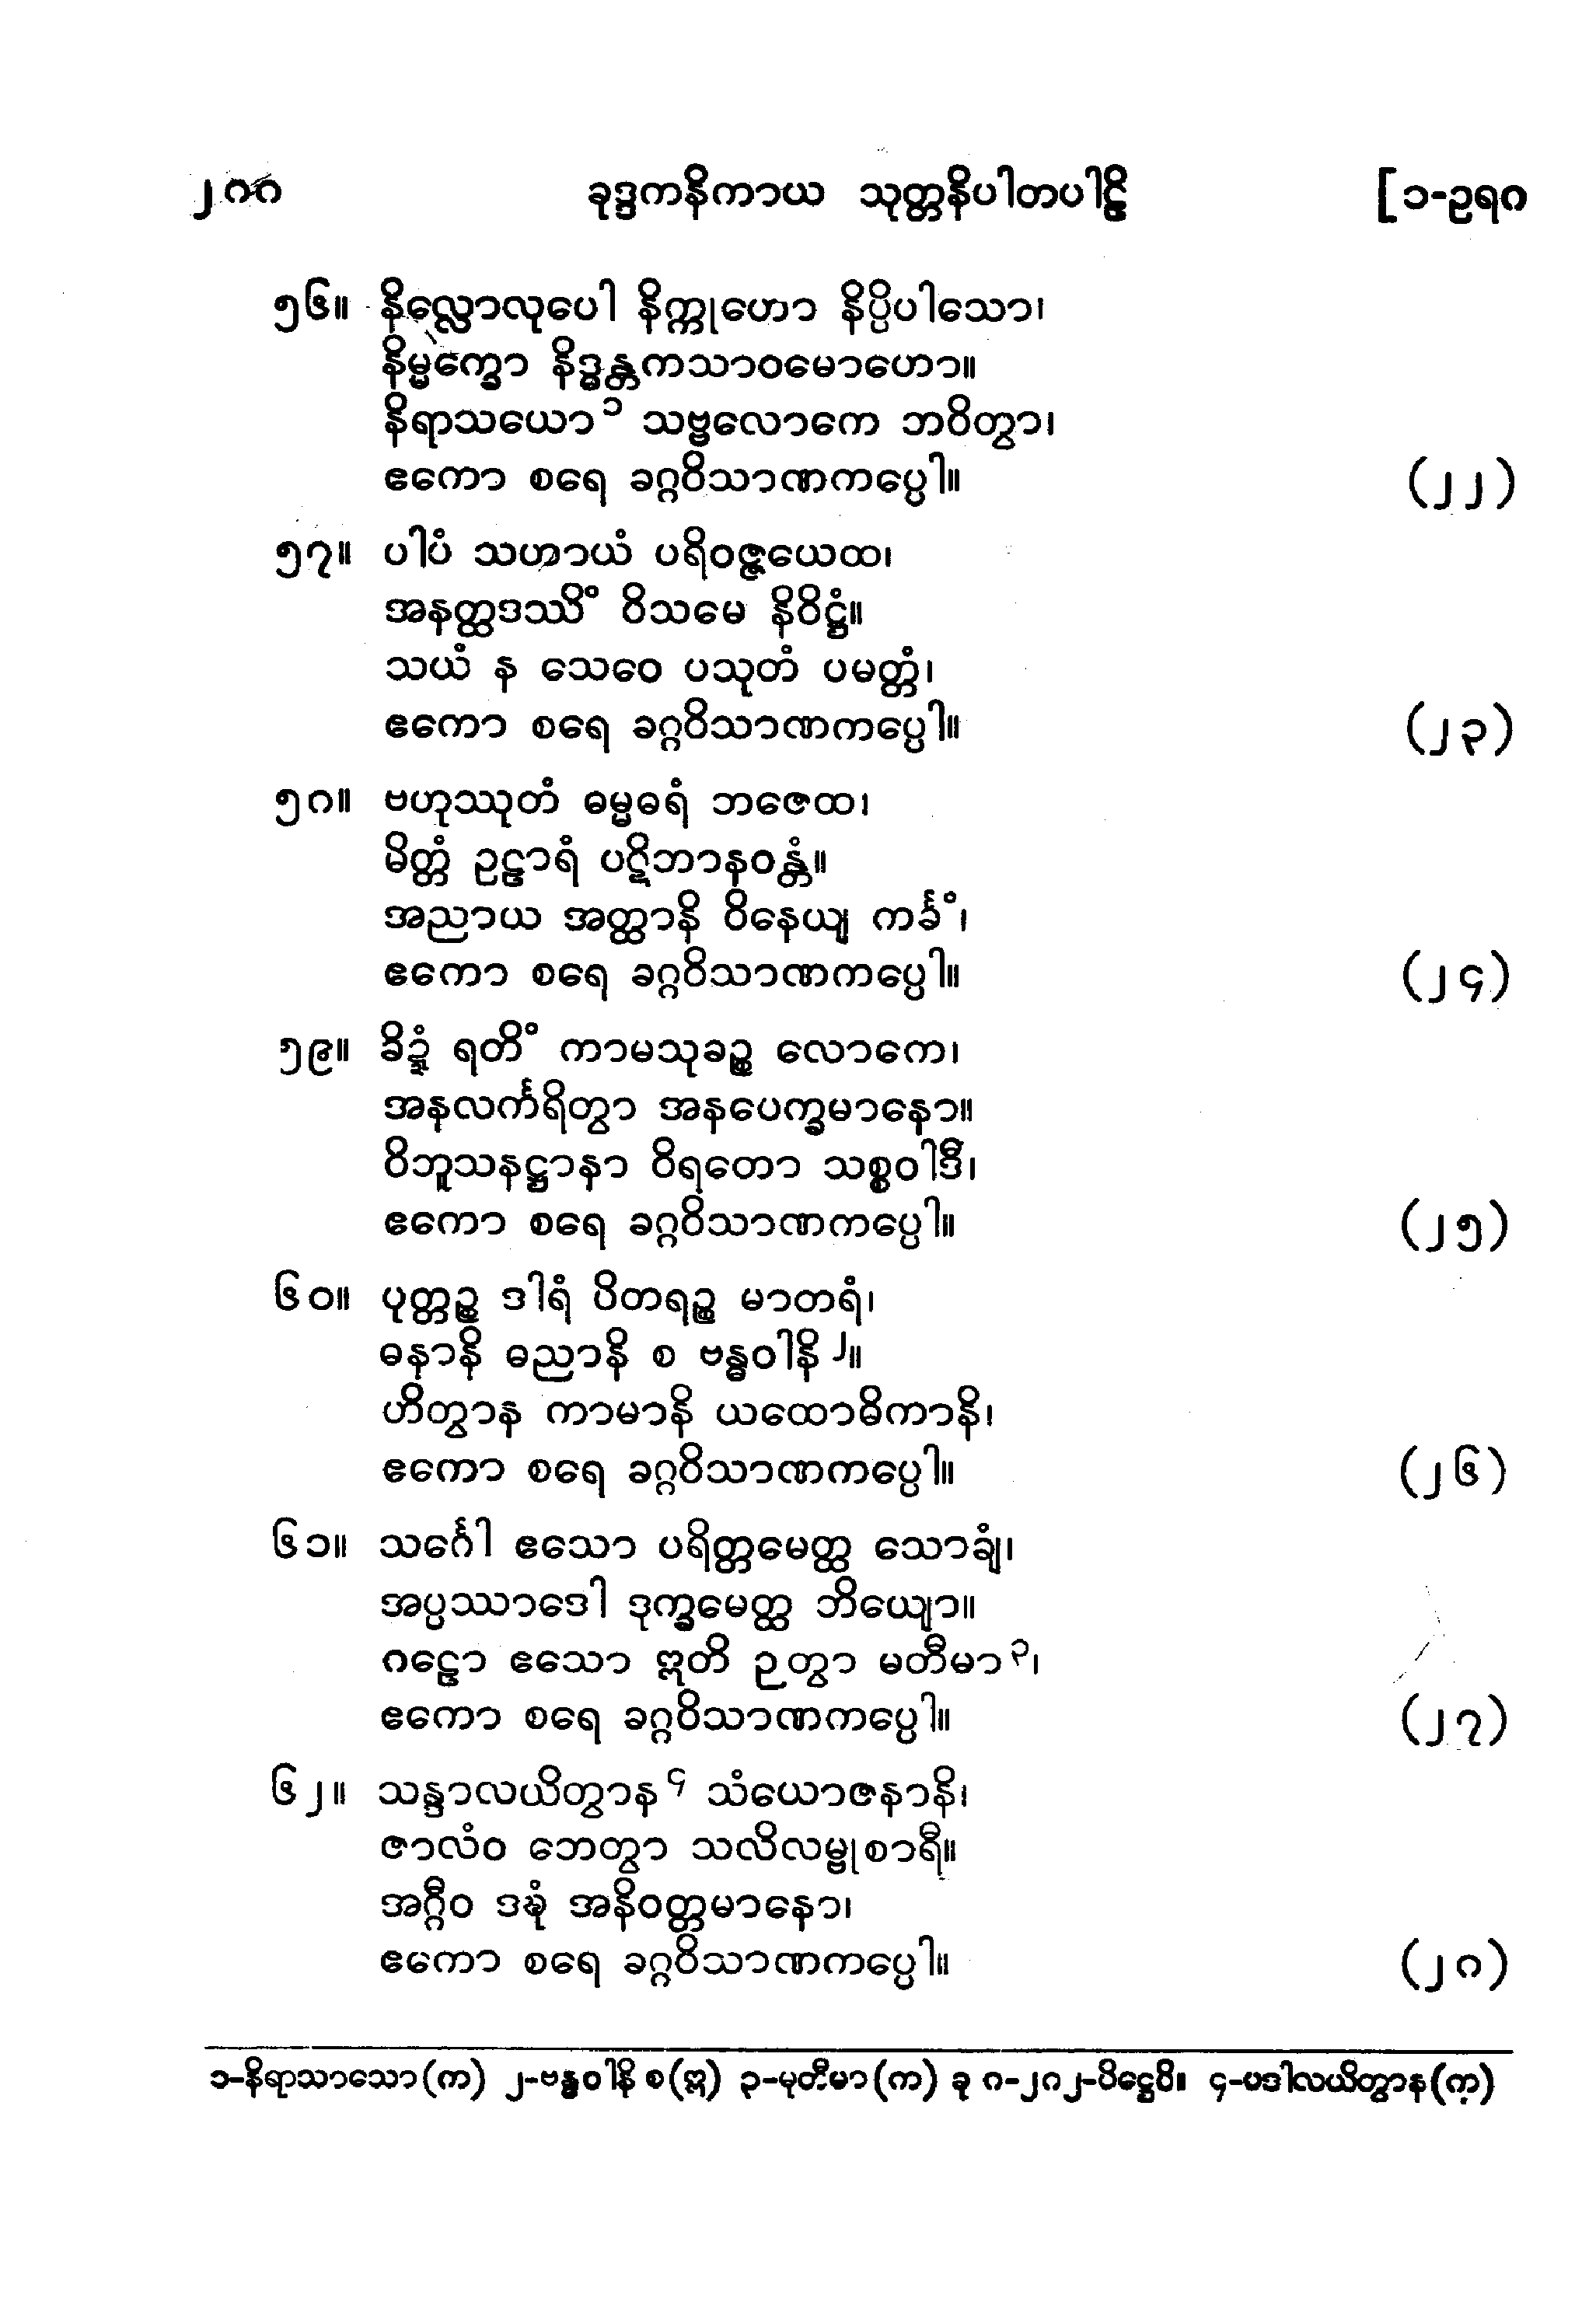 ၂၈၈ ခုဒ္ဒကနိကာယ သုတ္တနိပါတပါဠိ [၁-ဥရဂ
၅၆။ နိလ္လောလုပေါ နိက္ကုဟော နိပ္ပိပါသော၊
နိမ္မက္ခော နိဒ္ဓန္တကသာဝမောဟော။
နိရာသယော ၁ သဗ္ဗလောကေ ဘဝိတွာ၊
ဧကော စရေ ခဂ္ဂဝိသာဏကပ္ပေါ။ (၂၂)
၅၇။ ပါပံ သဟာယံ ပရိဝဇ္ဇယေထ၊
အနတ္ထဒဿိံ ဝိသမေ နိဝိဋ္ဌံ။
သယံ န သေဝေ ပသုတံ ပမတ္တံ၊
ဧကော စရေ ခဂ္ဂဝိသာဏကပ္ပေါ။ (၂၃)
၅၈။ ဗဟုဿုတံ ဓမ္မဓရံ ဘဇေထ၊
မိတ္တံ ဥဠာရံ ပဋိဘာနဝန္တံ။
အညာယ အတ္ထာနိ ဝိနေယျ ကင်္ခံ၊
ဧကော စရေ ခဂ္ဂဝိသာဏကပ္ပေါ။ (၂၄)
၅၉။ ခိဍ္ဍံ ရတိံ ကာမသုခဉ္စ လောကေ၊
အနလင်္ကရိတွာ အနပေက္ခမာနော။
ဝိဘူသနဋ္ဌာနာ ဝိရတော သစ္စဝါဒီ၊
ဧကော စရေ ခဂ္ဂဝိသာဏကပ္ပေါ။ (၂၅)
၆၀။ ပုတ္တဉ္စ ဒါရံ ပိတရဉ္စ မာတရံ၊
ဓနာနိ ဓညာနိ စ ဗန္ဓဝါနိ ၂။
ဟိတွာန ကာမာနိ ယထောဓိကာနိ၊
ဧကော စရေ ခဂ္ဂဝိသာဏကပ္ပေါ။ (၂၆)
၆၁။ သင်္ဂေါ ဧသော ပရိတ္တမေတ္ထ သောချံ၊
အပ္ပဿာဒေါ ဒုက္ခမေတ္ထ ဘိယျော။
ဂဠော ဧသော ဣတိ ဉတွာ မတီမာ ၃၊
ဧကော စရေ ခဂ္ဂဝိသာဏကပ္ပေါ။ (၂၇)
၆၂။ သန္ဒာလယိတွာန ၄ သံယောဇနာနိ၊
ဇာလံဝ ဘေတွာ သလိလမ္ဗုစာရီ။
အဂ္ဂီဝ ဒဍ္ဎံ အနိဝတ္တမာနော၊
ဧကော စရေ ခဂ္ဂဝိသာဏကပ္ပေါ။ (၂၈)
၁-နိရာသာသော (က) ၂-ဗန္ဓဝါနိ စ (ဣ) ၃-မုတီမာ (က) ခု ၈-၂၈၂-ပိဋ္ဌေပိ။ ၄-ပဒါလယိတွာန (က)